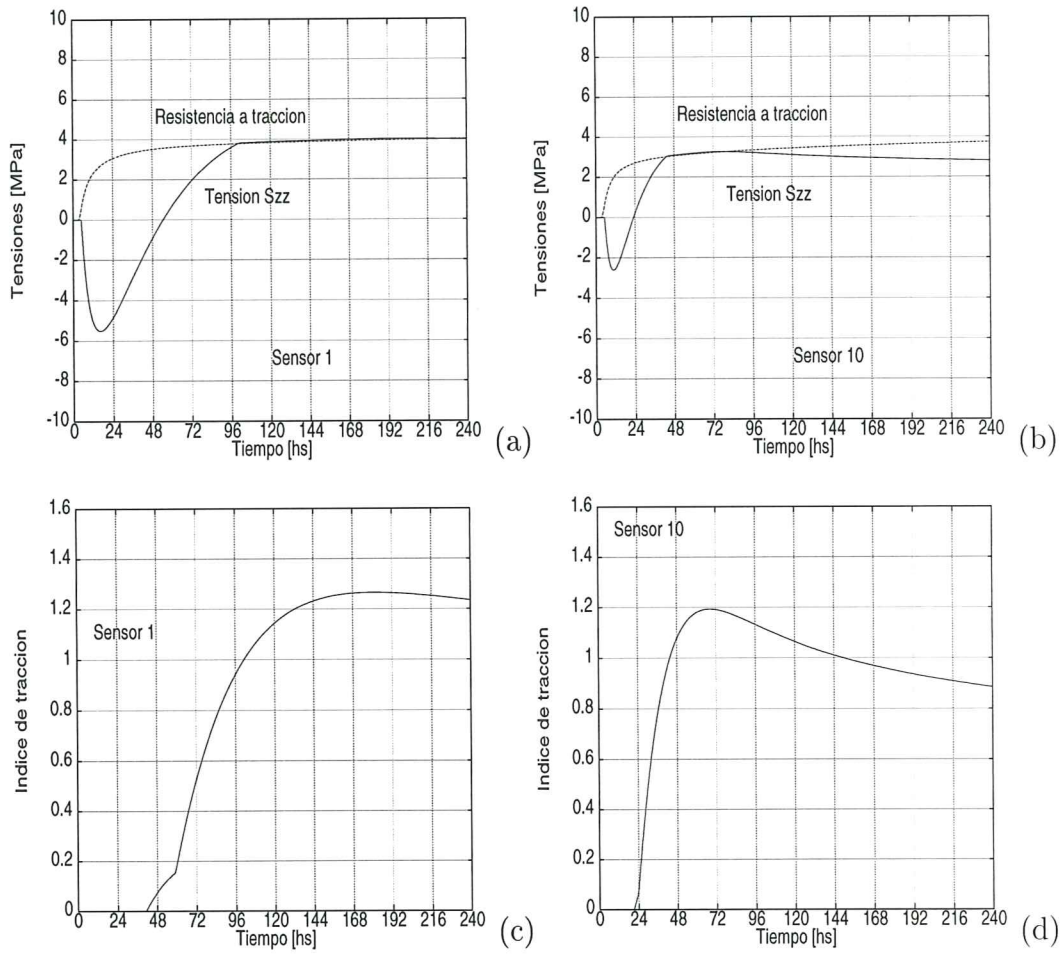 10
8
6
4
2
0
-2
-4
-6
-8
-10
Tensiones [MPa]
Resistencia a traccion
Tension Szz
Sensor 1
0 24 48 72 96 120 144 168 192 216 240
Tiempo [hs]
(a)
10
8
6
4
2
0
-2
-4
-6
-8
-10
Tensiones [MPa]
Resistencia a traccion
Tension Szz
Sensor 10
0 24 48 72 96 120 144 168 192 216 240
Tiempo [hs]
(b)
1.6
1.4
1.2
1
0.8
0.6
0.4
0.2
0
Indice de traccion
Sensor 1
0 24 48 72 96 120 144 168 192 216 240
Tiempo [hs]
(c)
1.6
1.4
1.2
1
0.8
0.6
0.4
0.2
0
Indice de traccion
Sensor 10
0 24 48 72 96 120 144 168 192 216 240
Tiempo [hs]
(d)